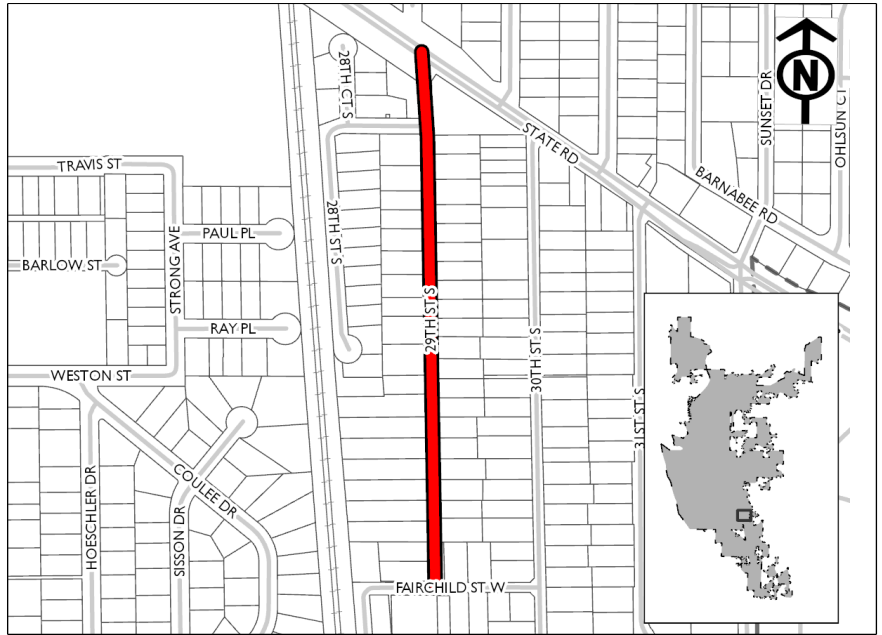 28TH CT S
STATE RD
SUNSET DR
N
OHLSUN CT
TRAVIS ST
BARNABEE RD
28TH ST S
STRONG AVE
PAUL PL
BARLOW ST
29TH ST S
RAY PL
30TH ST S
WESTON ST
31ST ST S
HOESCHLER DR
COULEE DR
SISSON DR
FAIRCHILD ST W